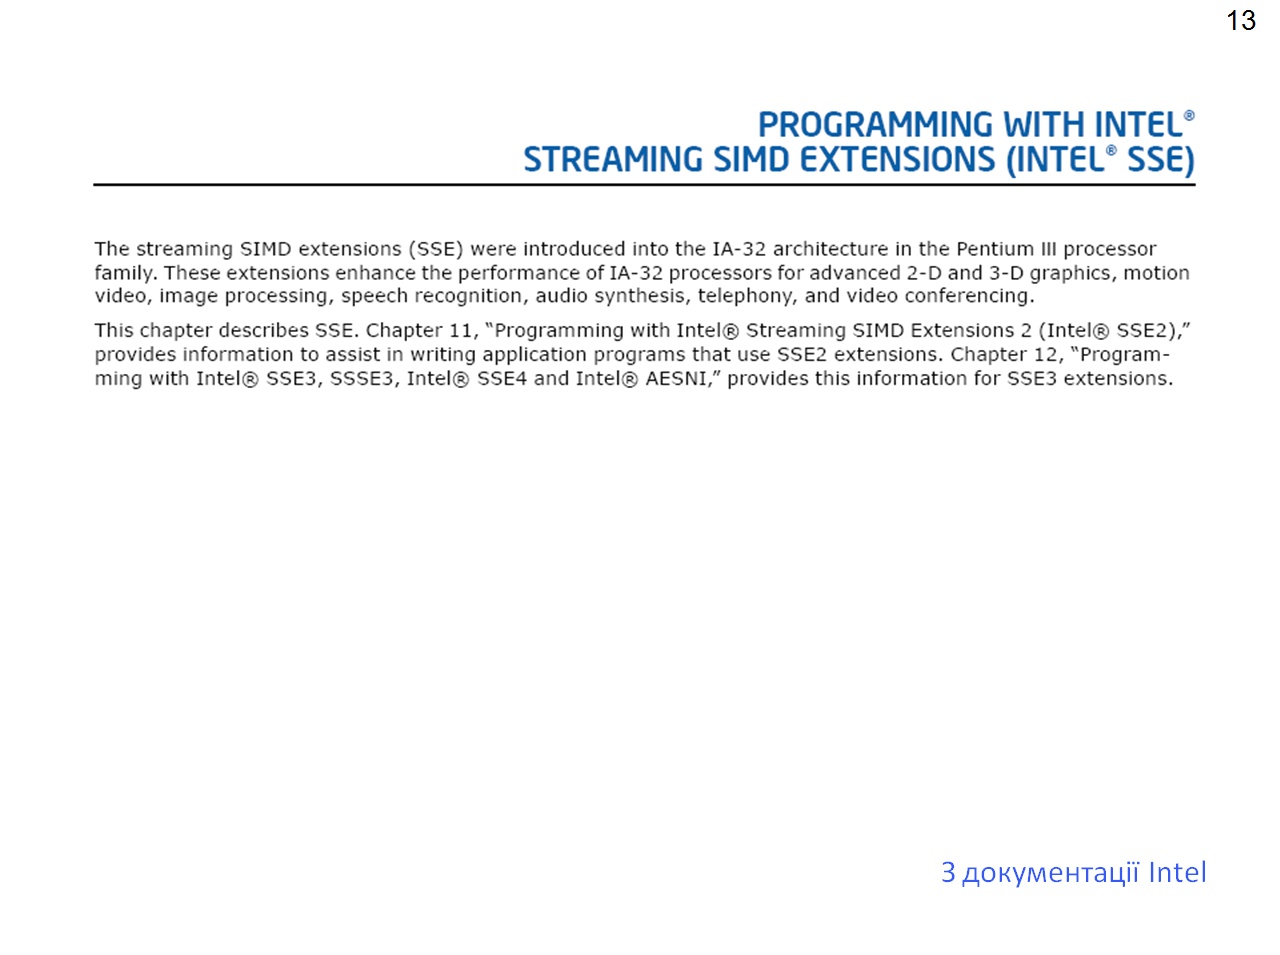 13
PROGRAMMING WITH INTEL®
STREAMING SIMD EXTENSIONS (INTEL® SSE)
The streaming SIMD extensions (SSE) were introduced into the IA-32 architecture in the Pentium III processor
family. These extensions enhance the performance of IA-32 processors for advanced 2-D and 3-D graphics, motion
video, image processing, speech recognition, audio synthesis, telephony, and video conferencing.
This chapter describes SSE. Chapter 11, “Programming with Intel® Streaming SIMD Extensions 2 (Intel® SSE2),”
provides information to assist in writing application programs that use SSE2 extensions. Chapter 12, “Program-
ming with Intel® SSE3, SSSE3, Intel® SSE4 and Intel® AESNI,” provides this information for SSE3 extensions.
З документації Intel